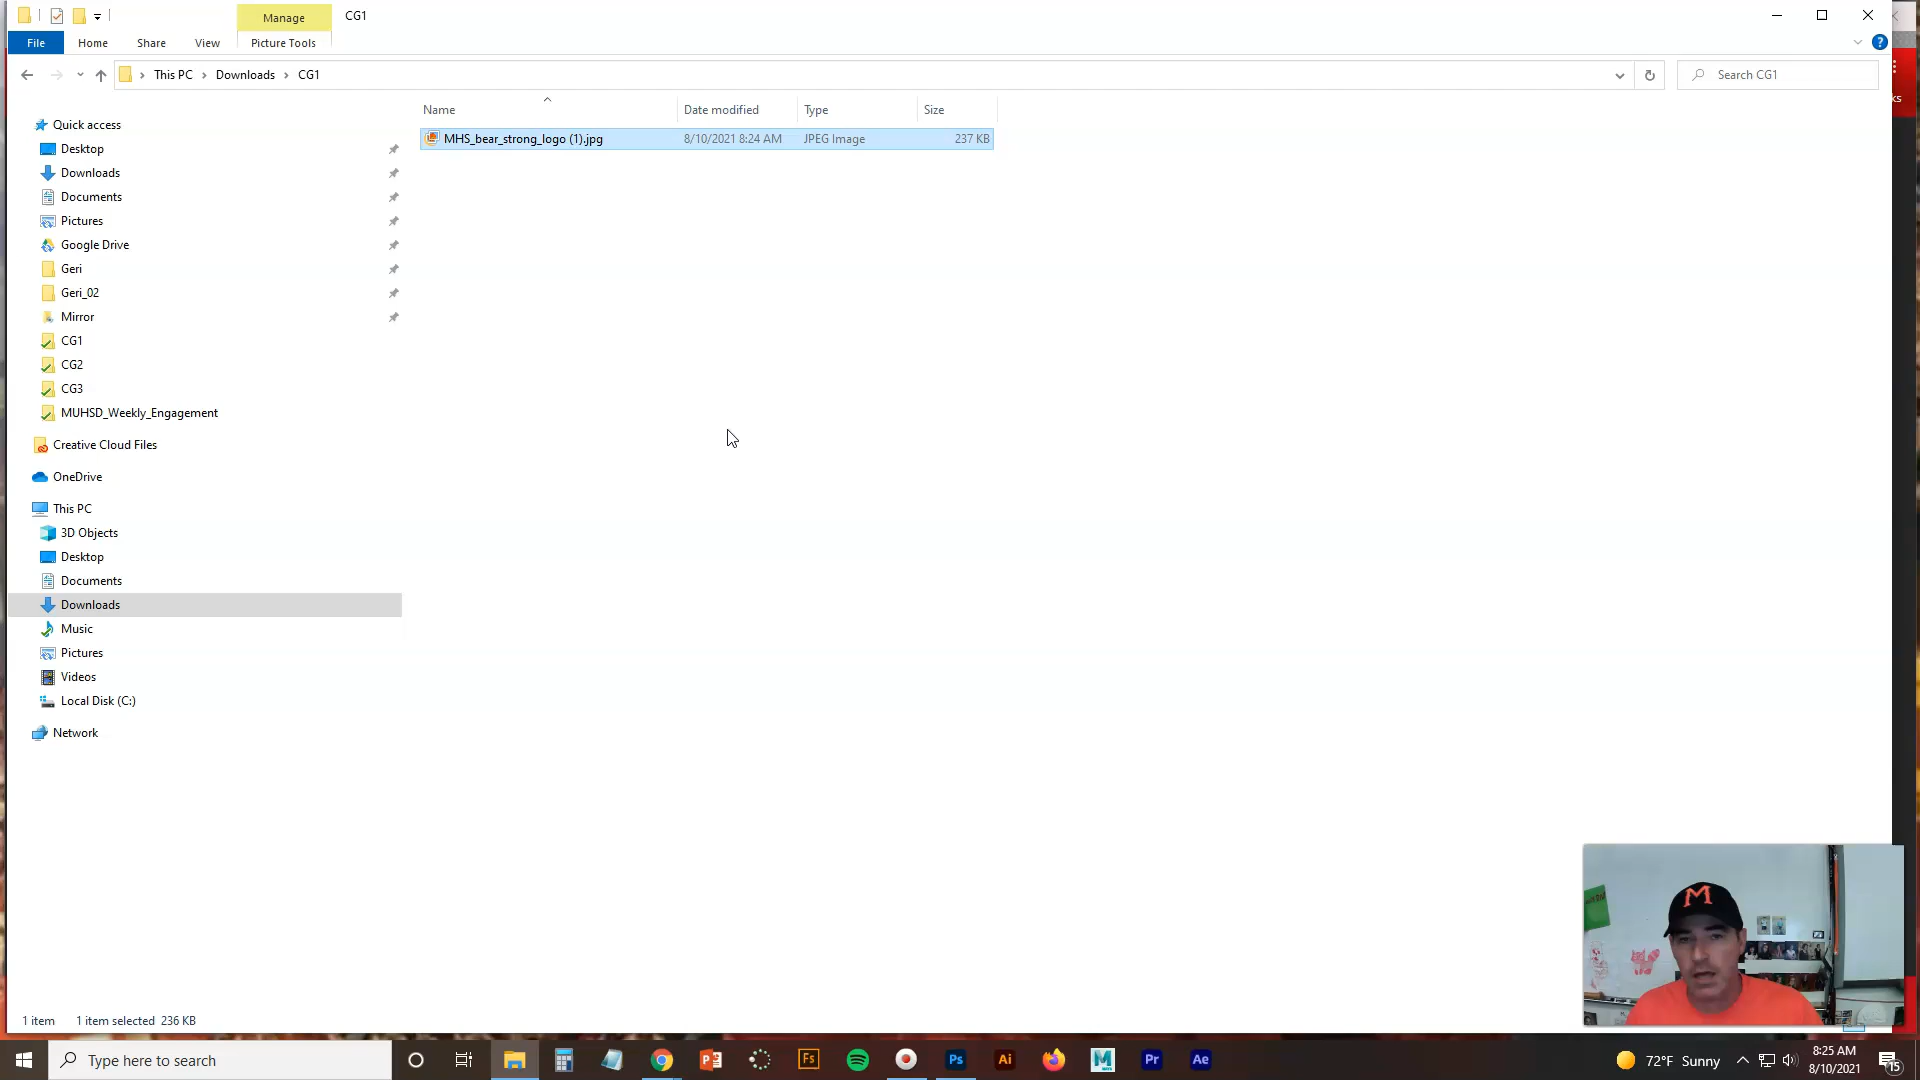 Manage
CG1
File
Home
Share
View
Picture Tools
This PC
Downloads
CG1
Search CG1
Name
Date modified
Type
Size
MHS_bear_strong_logo (1).jpg
8/10/2021 8:24 AM
JPEG Image
237 KB
Quick access
Desktop
Downloads
Documents
Pictures
Google Drive
Geri
Geri_02
Mirror
CG1
CG2
CG3
MUHSD_Weekly_Engagement
Creative Cloud Files
OneDrive
This PC
3D Objects
Desktop
Documents
Downloads
Music
Pictures
Videos
Local Disk (C:)
Network
ks
M
1 item
1 item selected 236 KB
Type here to search
Fs
Ps
Ai
M
Pr
Ae
72°F Sunny
8:25 AM
8/10/2021
15